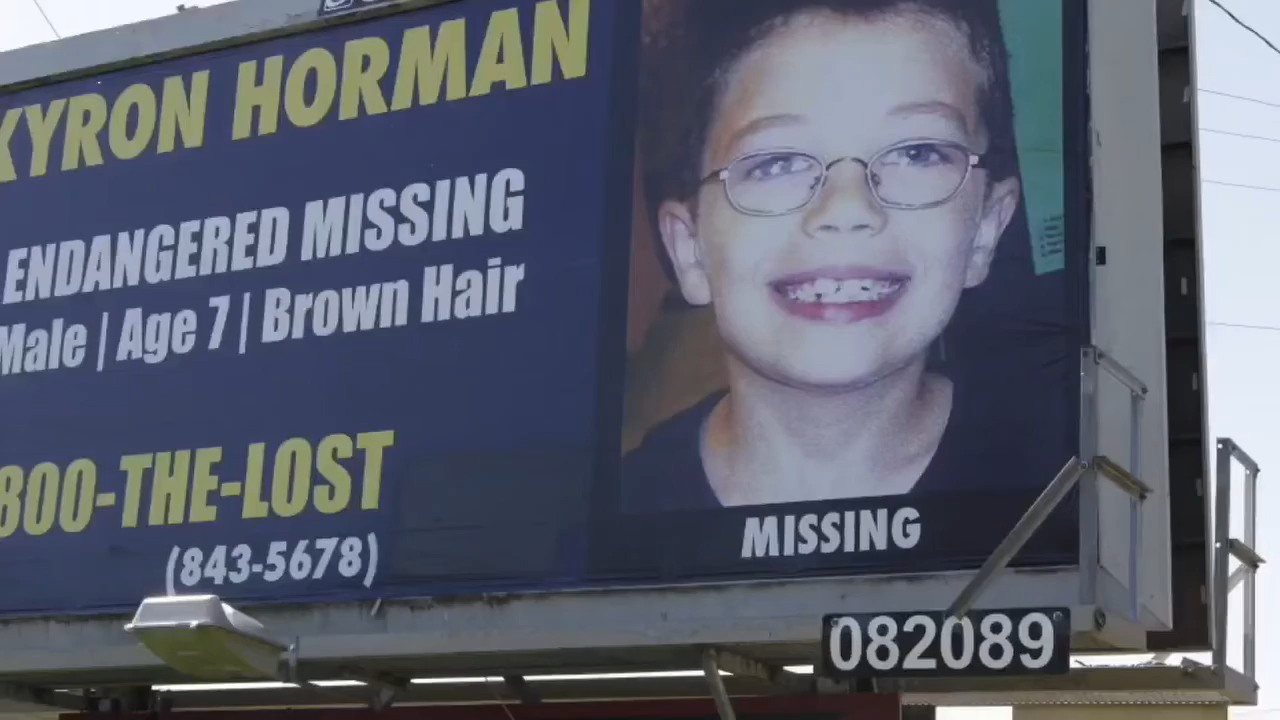 KYRON HORMAN
ENDANGERED MISSING
Male | Age 7 | Brown Hair
800-THE-LOST
(843-5678)
MISSING
082089